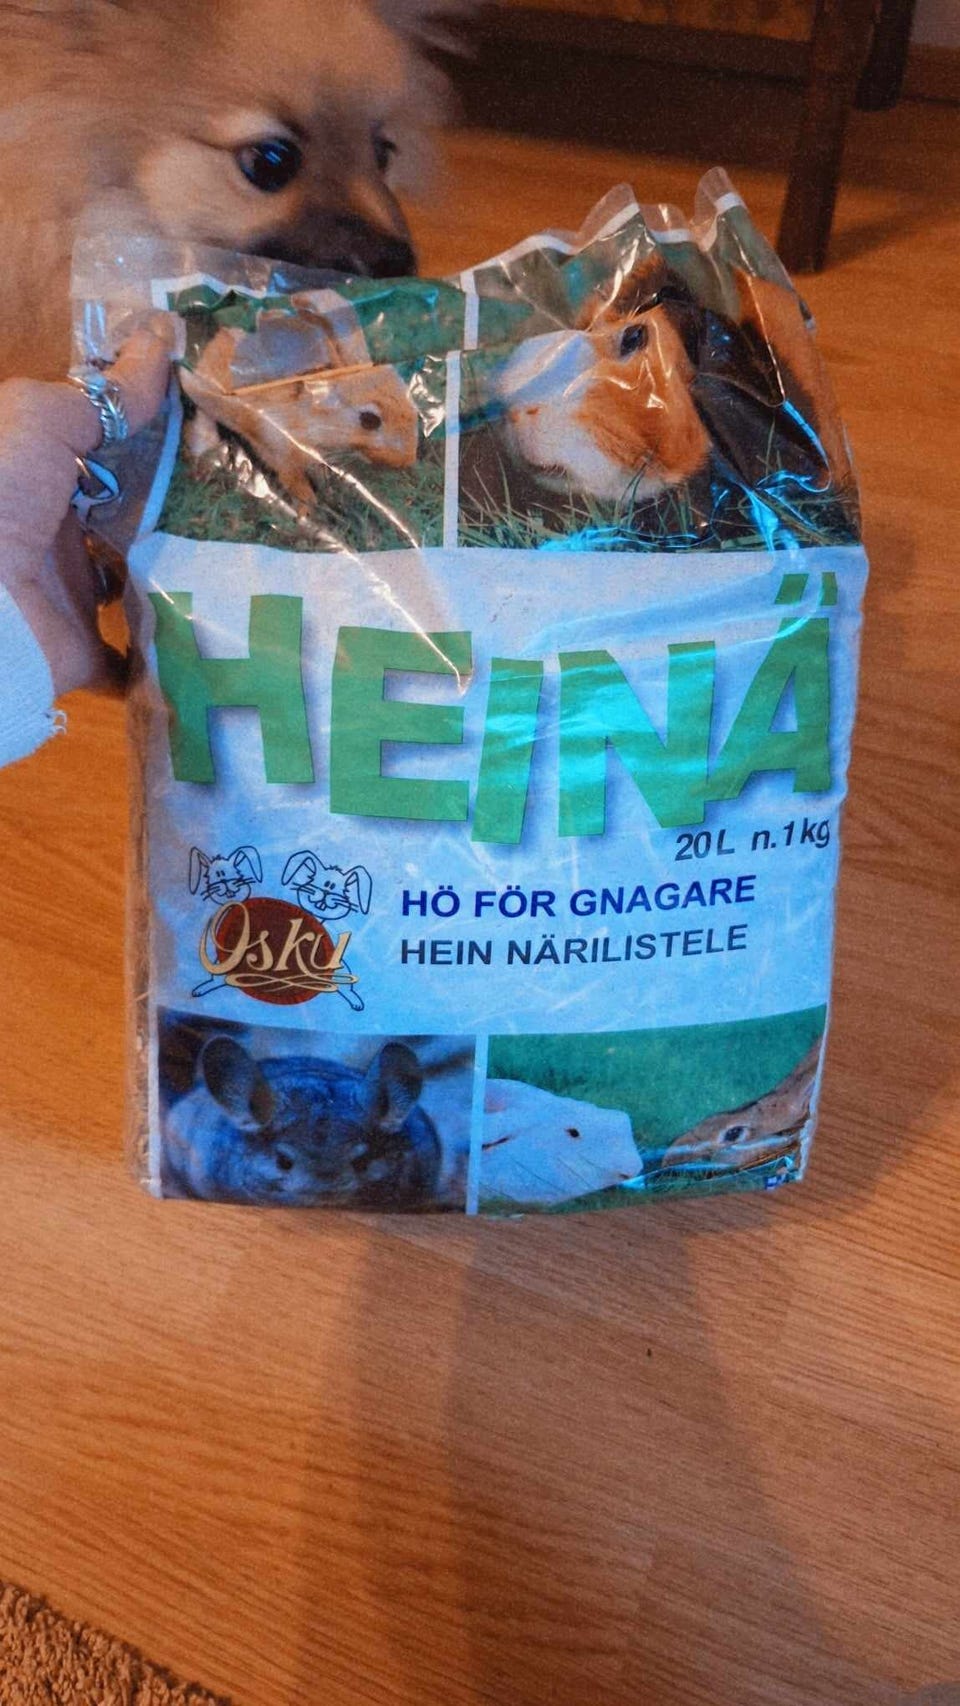 HEINÄ
20L n.1kg
HÖ FÖR GNAGARE
HEIN NÄRILISTELE
Osku